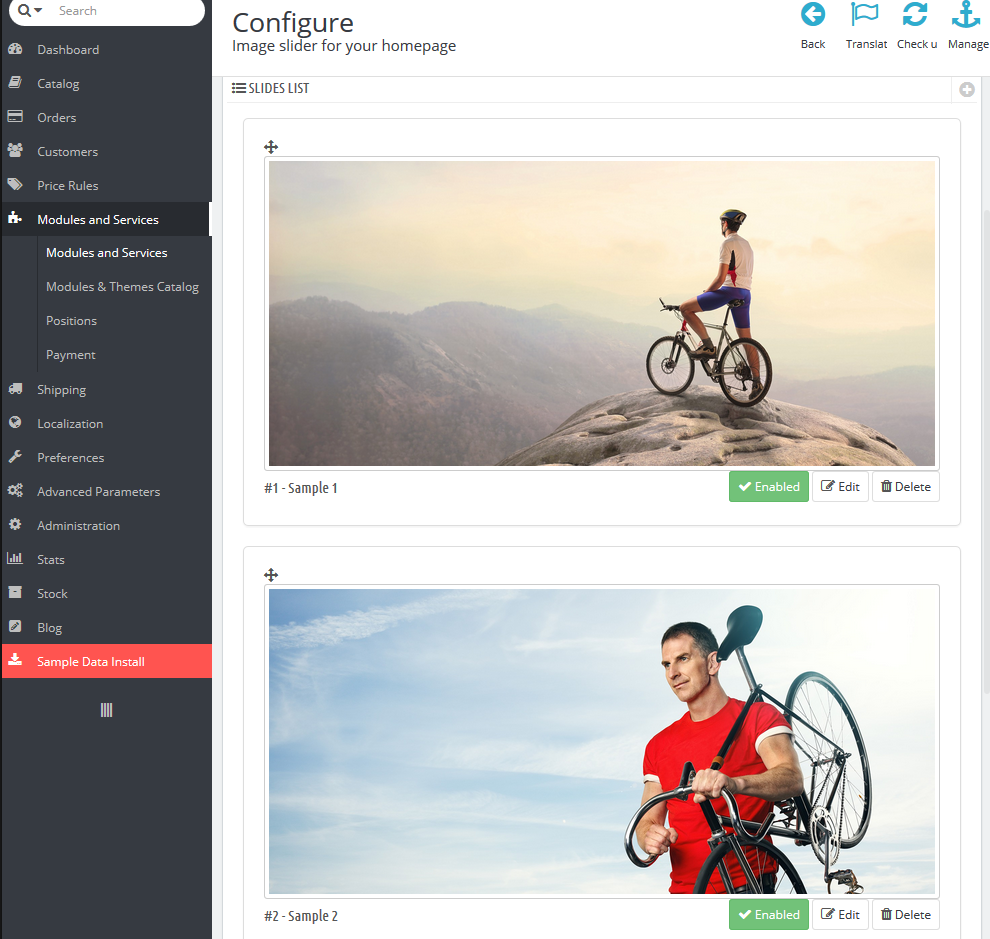 Search
Dashboard
Catalog
Orders
Customers
Price Rules
Modules and Services
Modules and Services
Modules & Themes Catalog
Positions
Payment
Shipping
Localization
Preferences
Advanced Parameters
Administration
Stats
Stock
Blog
Sample Data Install
Configure
Image slider for your homepage
Back
Translat
Check u
Manage
SLIDES LIST
#1 - Sample 1
Enabled
Edit
Delete
#2 - Sample 2
Enabled
Edit
Delete